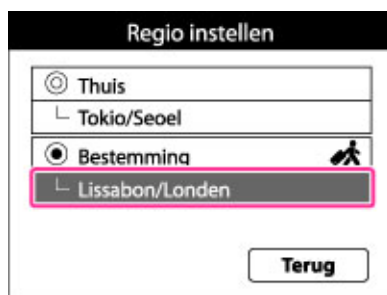 Regio instellen
Thuis
Tokio/Seoel
Bestemming
Lissabon/Londen
Terug